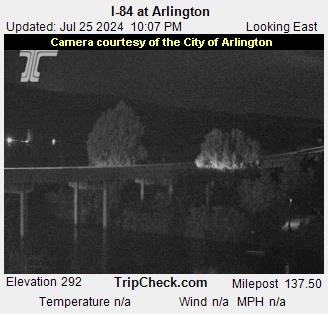 I-84 at Arlington
Updated: Jul 25 2024 10:07 PM Looking East
Camera courtesy of the City of Arlington
Elevation 292 TripCheck.com Milepost 137.50
Temperature n/a Wind n/a MPH n/a